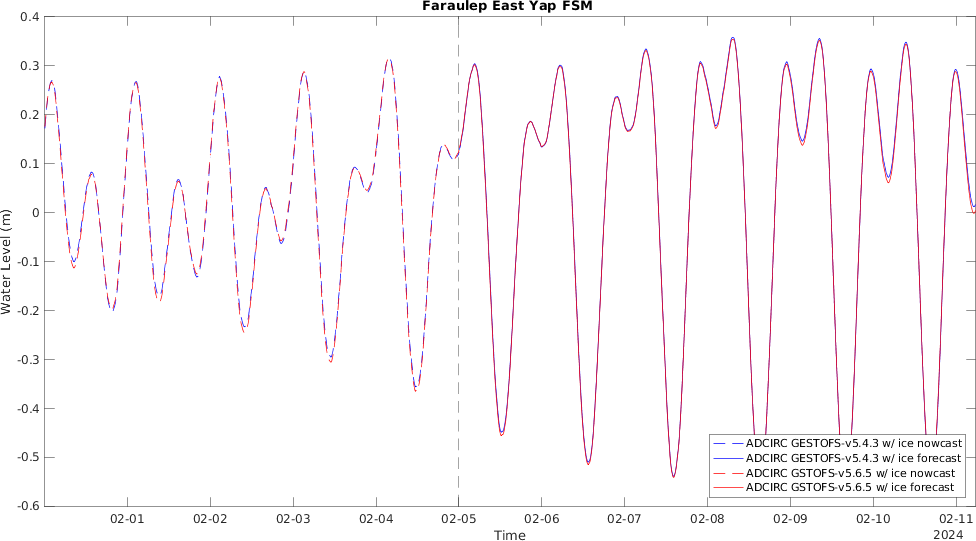 Faraulep East Yap FSM
0.4
0.3
0.2
0.1
0
-0.1
-0.2
-0.3
-0.4
-0.5
-0.6
Water Level (m)
ADCIRC GESTOFS-v5.4.3 w/ ice nowcast
ADCIRC GESTOFS-v5.4.3 w/ ice forecast
ADCIRC GSTOFS-v5.6.5 w/ ice nowcast
ADCIRC GSTOFS-v5.6.5 w/ ice forecast
02-01 02-02 02-03 02-04 02-05 02-06 02-07 02-08 02-09 02-10 02-11
2024
Time